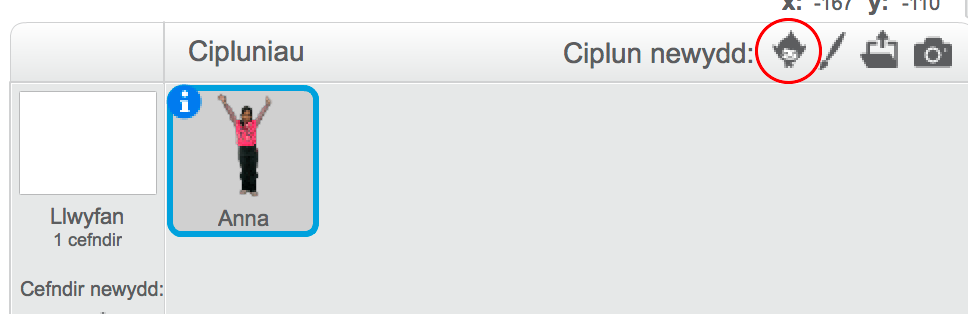 x: -167 y: -110
Cipluniau
Ciplun newydd:
i
Anna
Llwyfan
1 cefndir
Cefndir newydd: